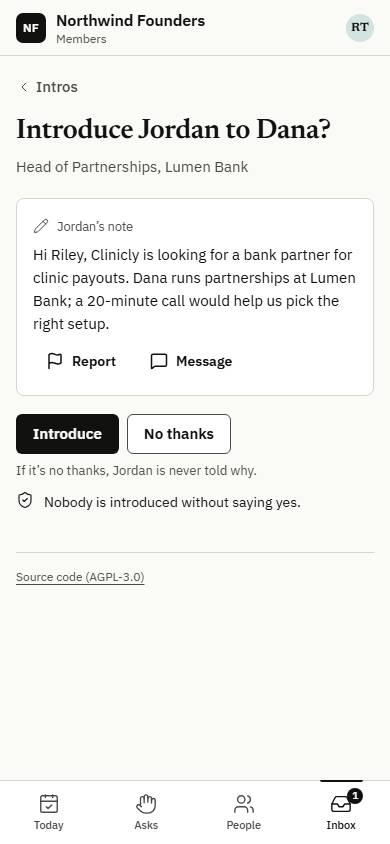 NF
Northwind Founders
Members
RT
Intros
Introduce Jordan to Dana?
Head of Partnerships, Lumen Bank
Jordan's note
Hi Riley, Clinicly is looking for a bank partner for
clinic payouts. Dana runs partnerships at Lumen
Bank; a 20-minute call would help us pick the
right setup.
Report
Message
Introduce
No thanks
If it's no thanks, Jordan is never told why.
Nobody is introduced without saying yes.
Source code (AGPL-3.0)
Today
Asks
People
1
Inbox